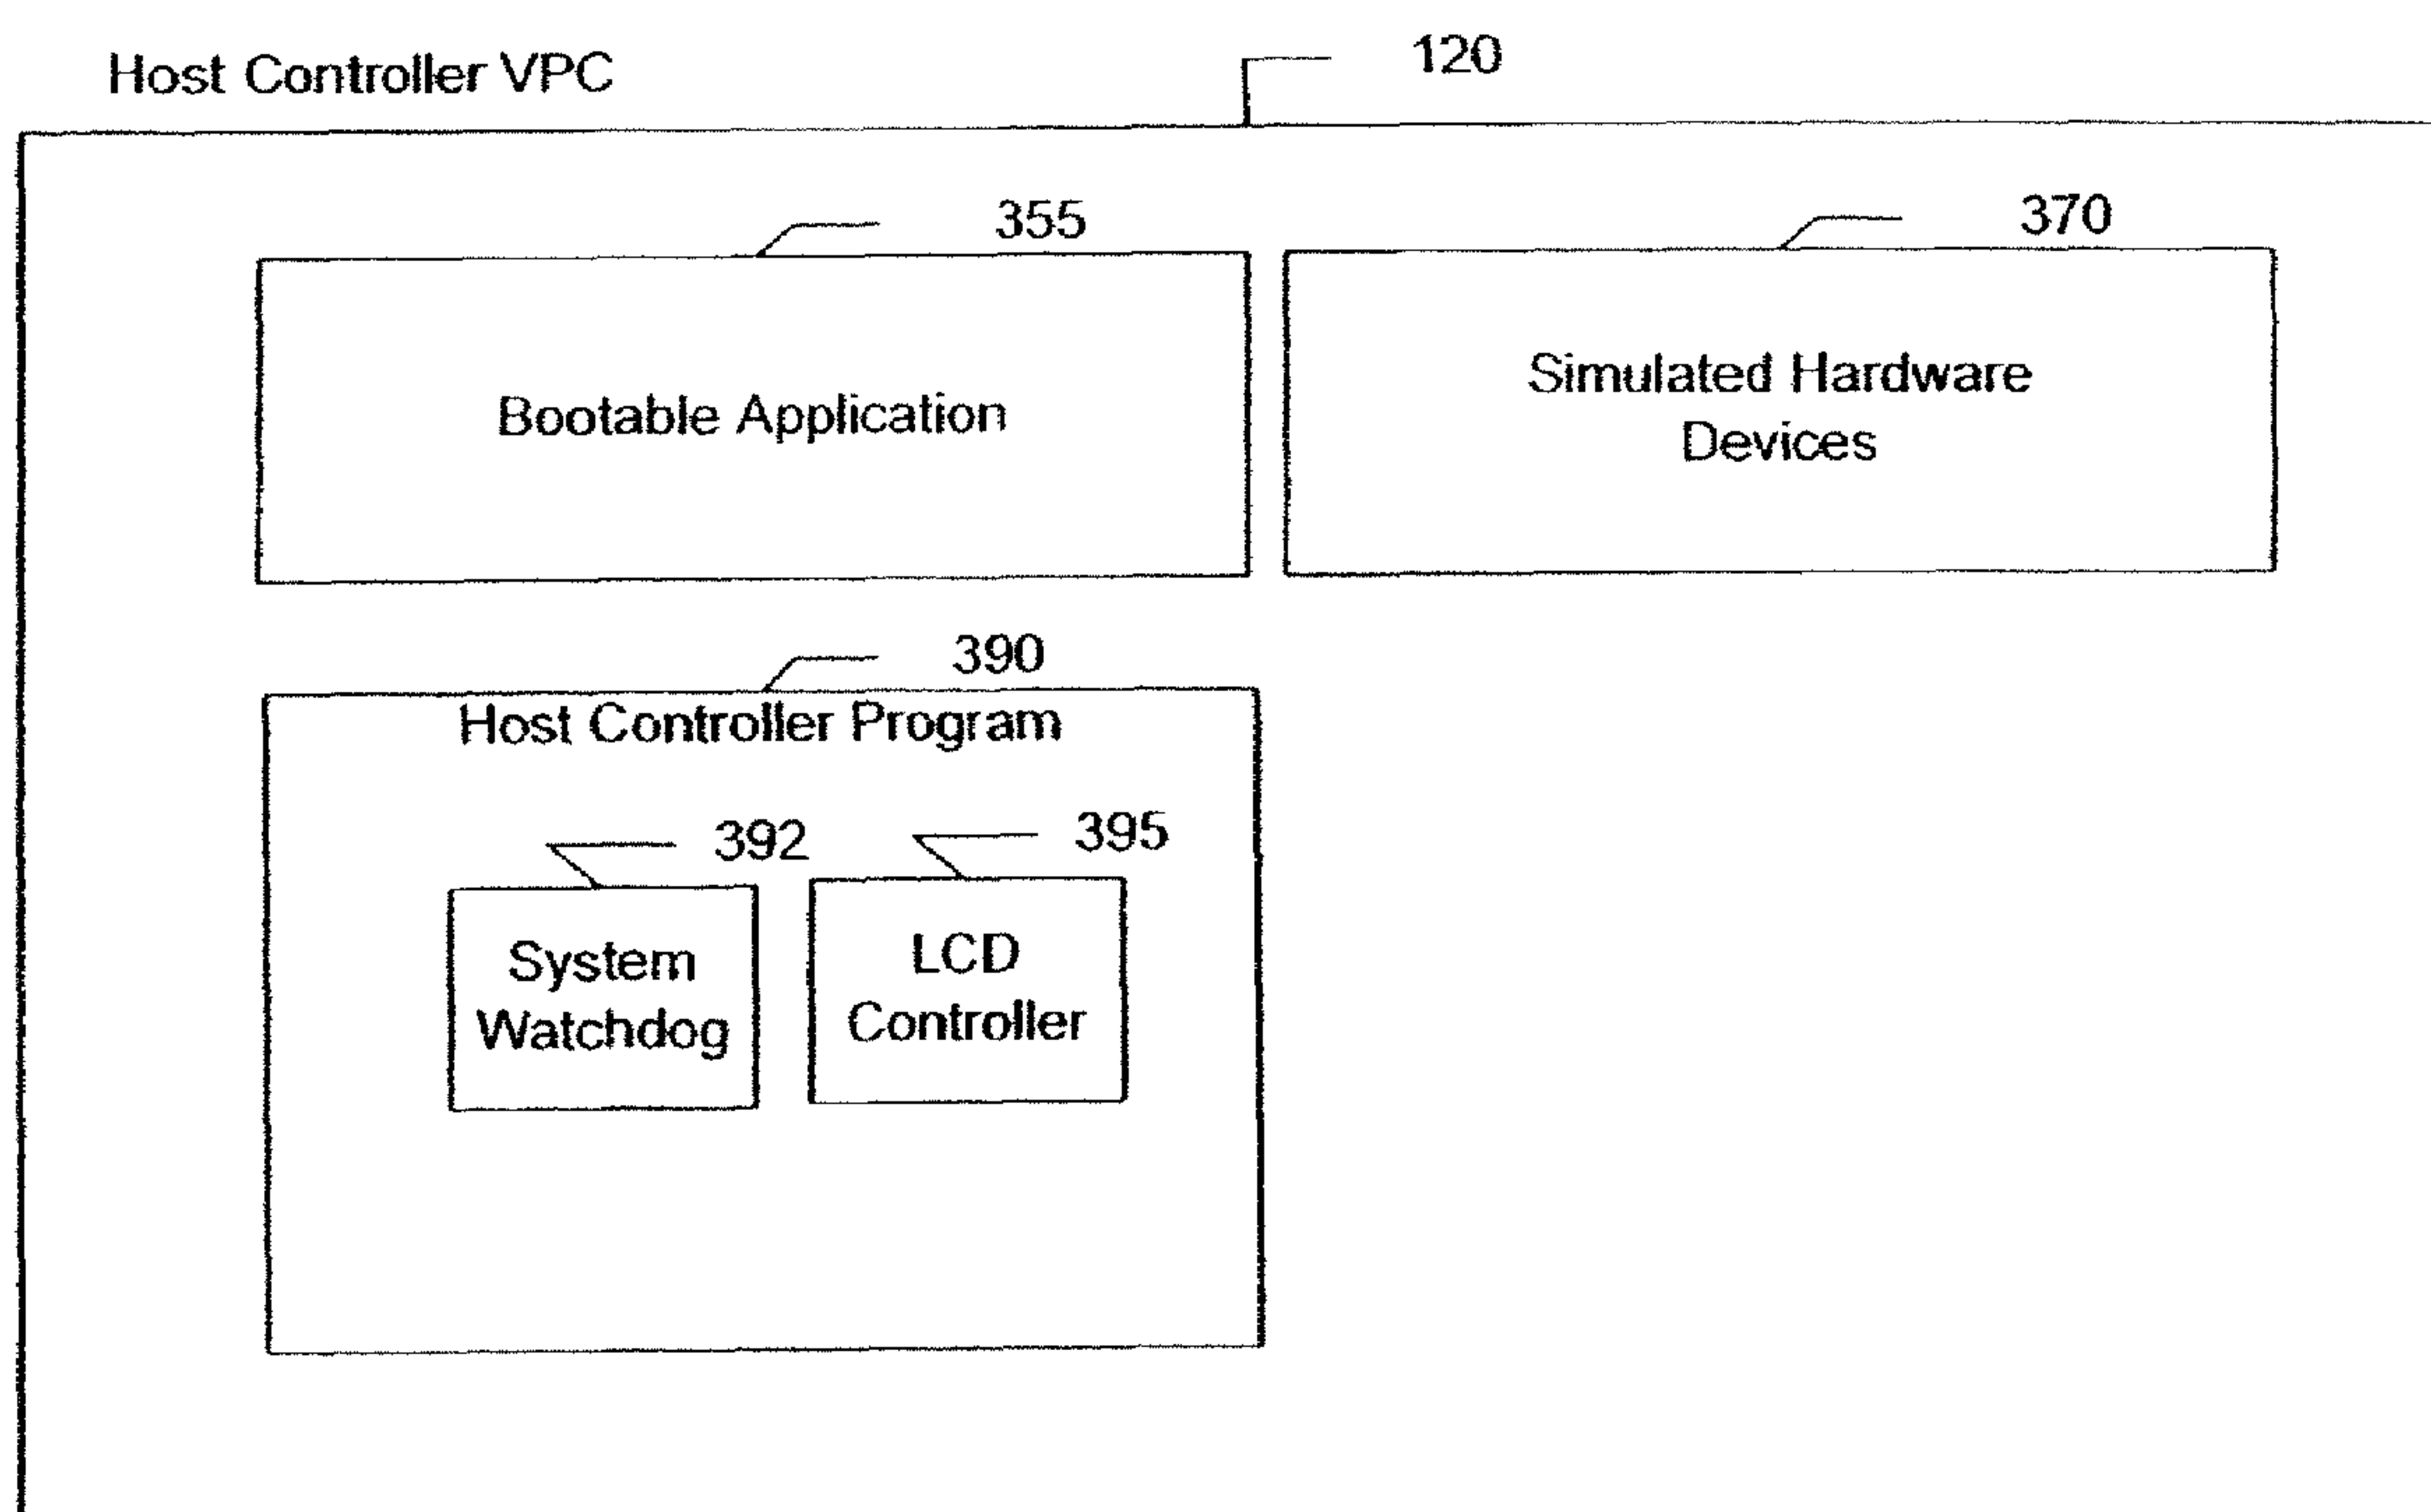 Host Controller VPC
120
355
370
Bootable Application
Simulated Hardware
Devices
390
Host Controller Program
392
395
System
Watchdog
LCD
Controller